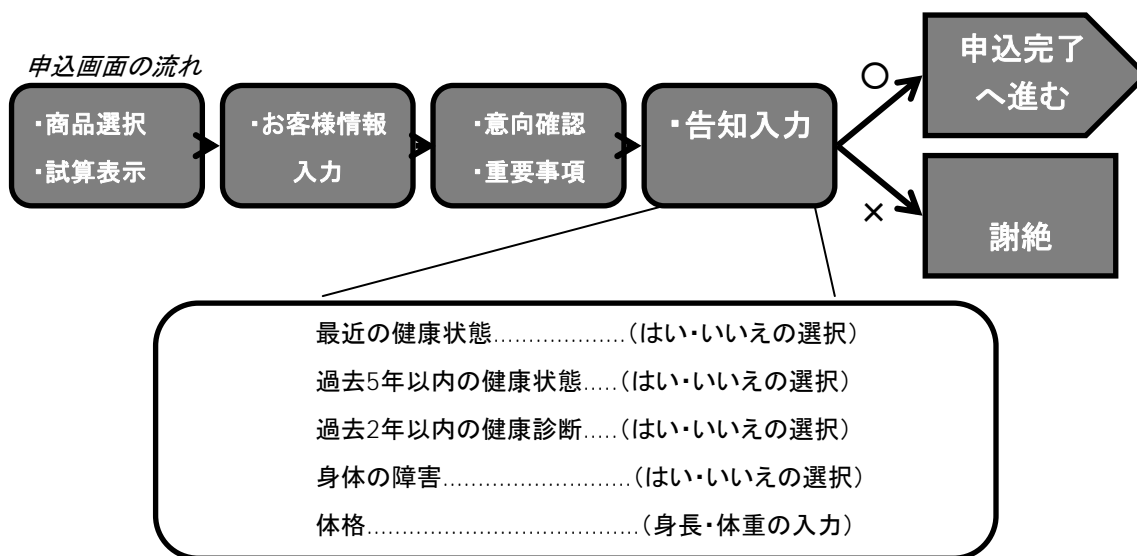 申込画面の流れ
・商品選択
・試算表示
・お客様情報
入力
・意向確認
・重要事項
・告知入力
○
申込完了
へ進む
×
謝絶
最近の健康状態...................(はい・いいえの選択)
過去5年以内の健康状態.....(はい・いいえの選択)
過去2年以内の健康診断.....(はい・いいえの選択)
身体の障害...........................(はい・いいえの選択)
体格.......................................(身長・体重の入力)